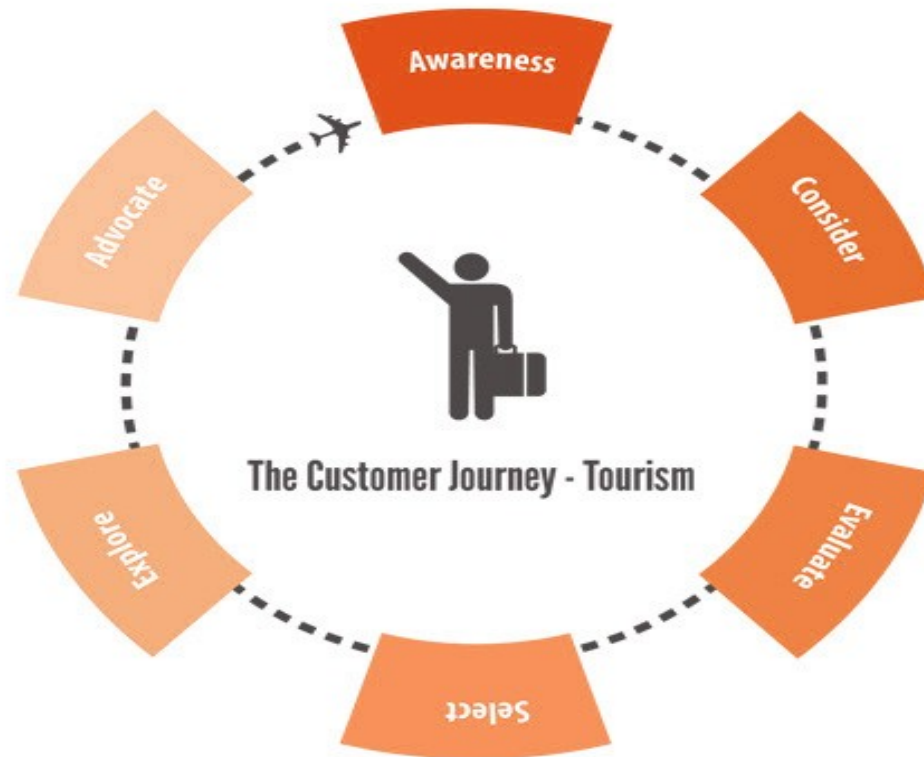 Awareness
Consider
Evaluate
Select
Explore
Advocate
The Customer Journey - Tourism